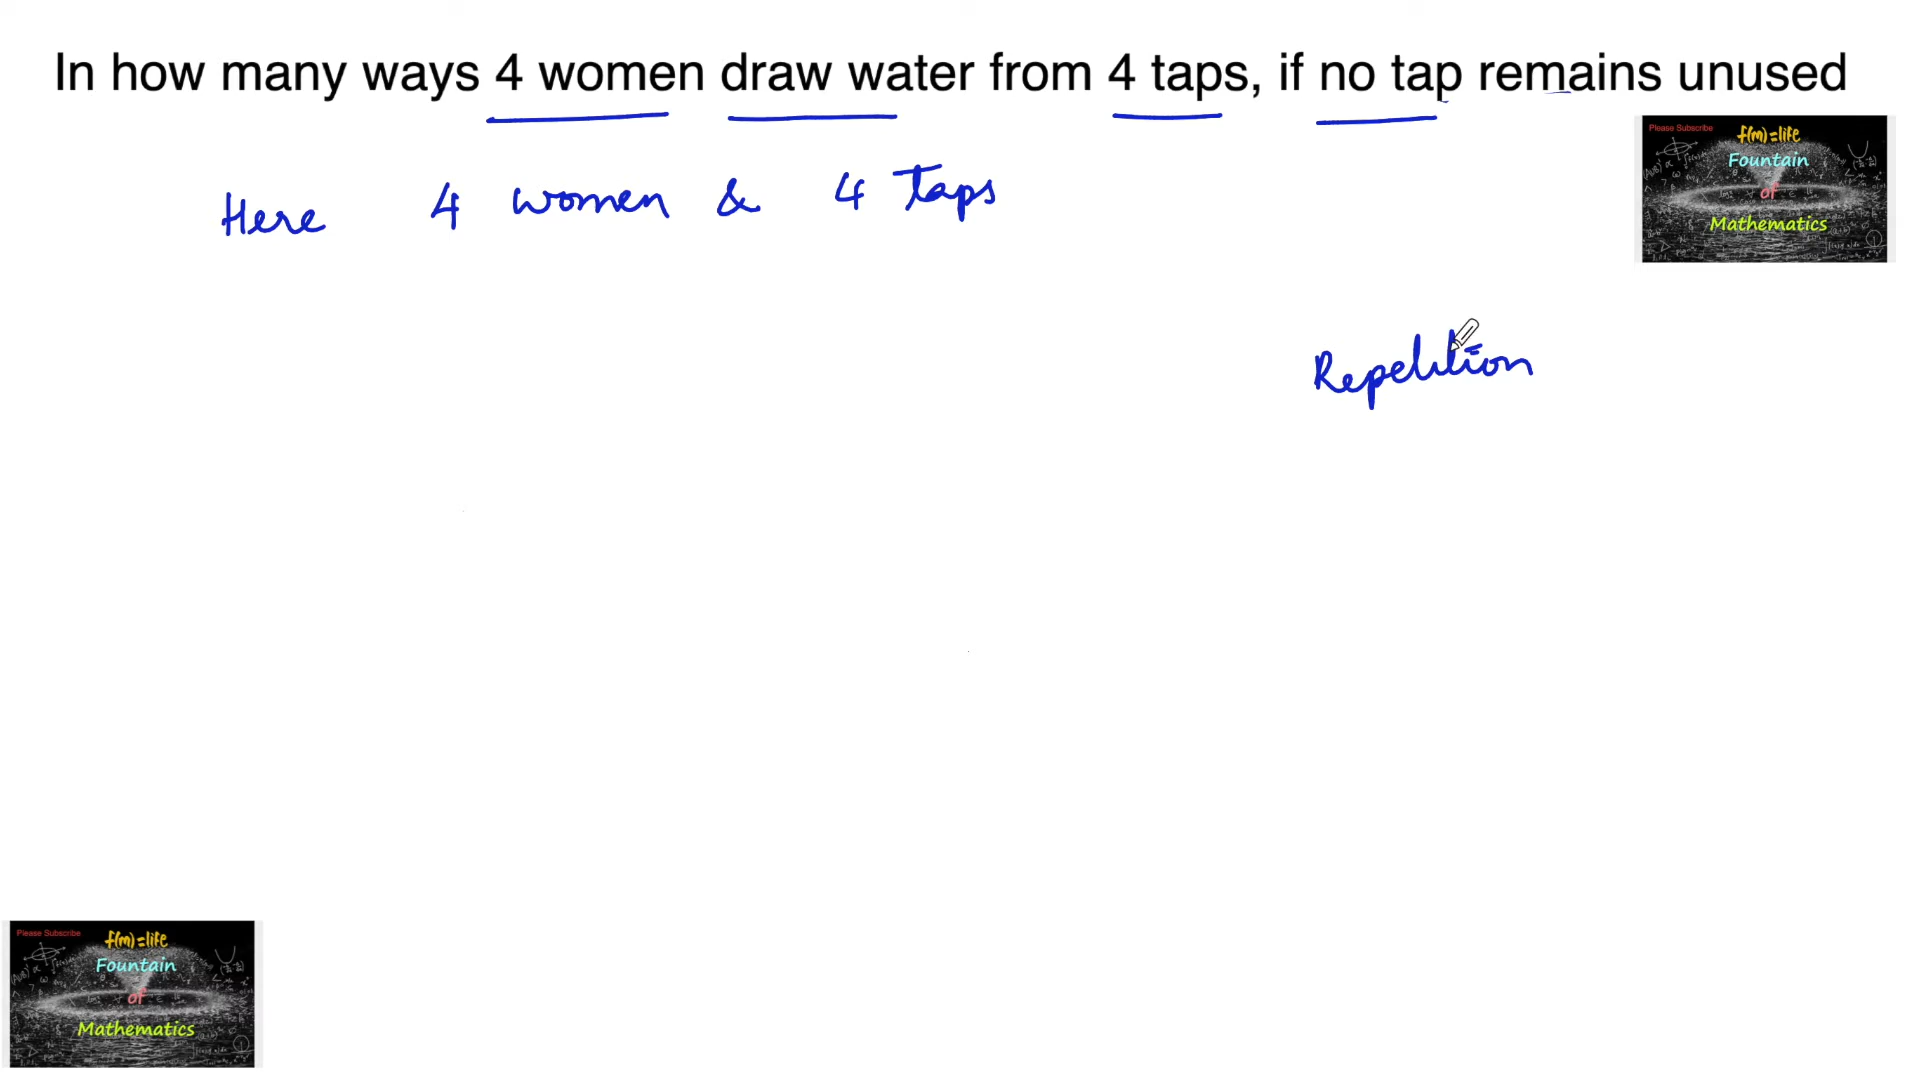 In how many ways 4 women draw water from 4 taps, if no tap remains unused
Here 4 women & 4 taps
Please Subscribe
f(m)=life
Fountain
of
Mathematics
Repetition
Please Subscribe
f(m)=life
Fountain
of
Mathematics